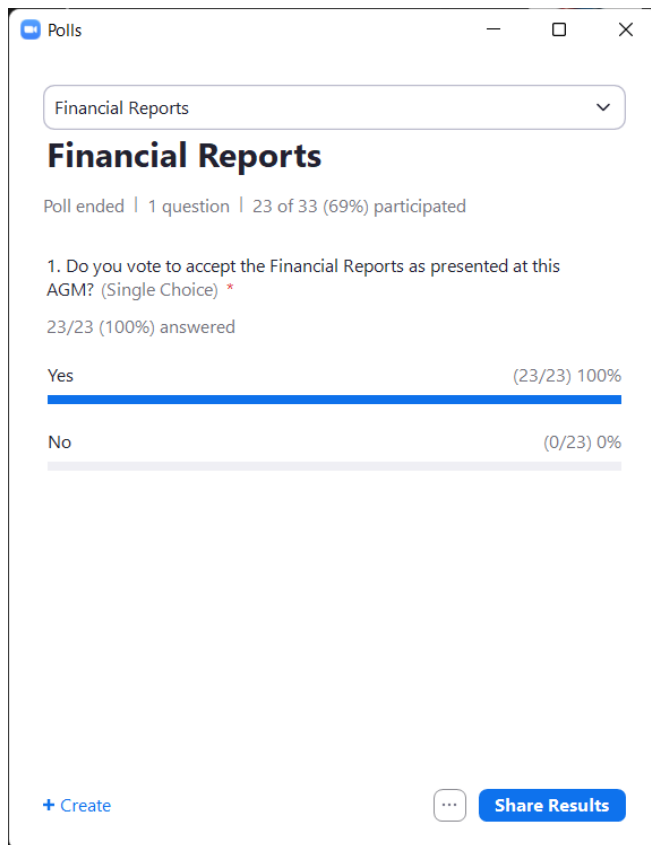 Polls
Financial Reports
Financial Reports
Poll ended | 1 question | 23 of 33 (69%) participated
1. Do you vote to accept the Financial Reports as presented at this
AGM? (Single Choice) *
23/23 (100%) answered
Yes (23/23) 100%
No (0/23) 0%
+ Create ... Share Results